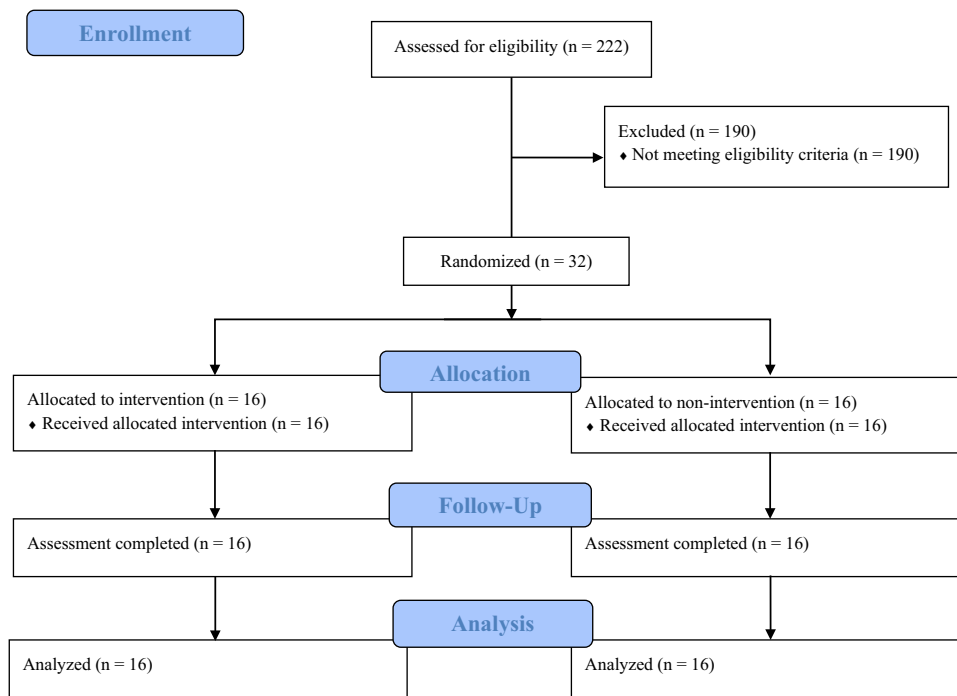 Enrollment
Assessed for eligibility (n = 222)
Excluded (n = 190)
♦ Not meeting eligibility criteria (n = 190)
Randomized (n = 32)
Allocation
Allocated to intervention (n = 16)
♦ Received allocated intervention (n = 16)
Allocated to non-intervention (n = 16)
♦ Received allocated intervention (n = 16)
Follow-Up
Assessment completed (n = 16)
Assessment completed (n = 16)
Analysis
Analyzed (n = 16)
Analyzed (n = 16)